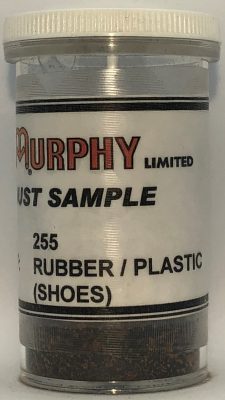 MURPHY LIMITED
UST SAMPLE
255
: RUBBER / PLASTIC
(SHOES)